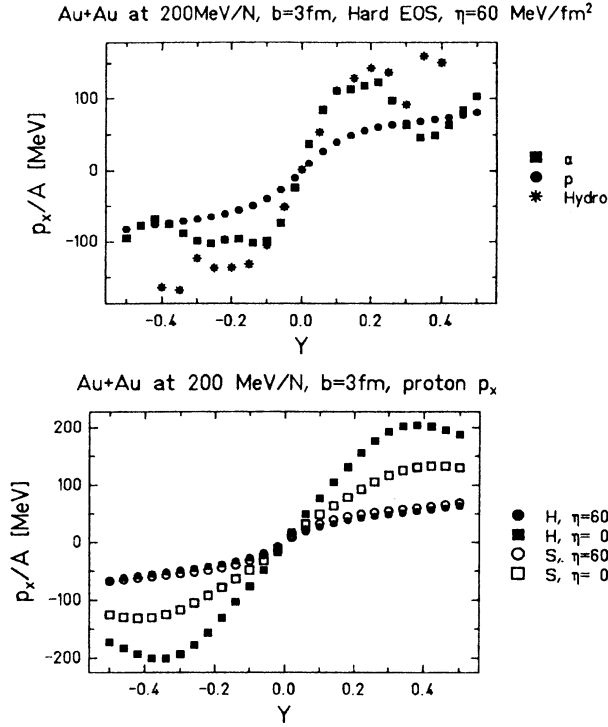 Au+Au at 200MeV/N, b=3fm, Hard EOS, η=60 MeV/fm²
100
0
-100
pₓ/A [MeV]
-0.4 -0.2 0.0 0.2 0.4
Y
α
p
Hydro
Au+Au at 200 MeV/N, b=3fm, proton pₓ
200
100
0
-100
-200
pₓ/A [MeV]
-0.4 -0.2 0.0 0.2 0.4
Y
H, η=60
H, η= 0
S, η=60
S, η= 0